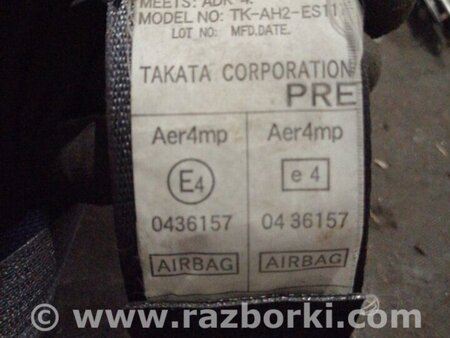 MEETS: ADR 4.
MODEL NO: TK-AH2-ES11
LOT NO: MFD.DATE.
TAKATA CORPORATION
PRE
Aer4mp Aer4mp
E4 e 4
0436157 04 36157
AIRBAG AIRBAG
© www.razborki.com